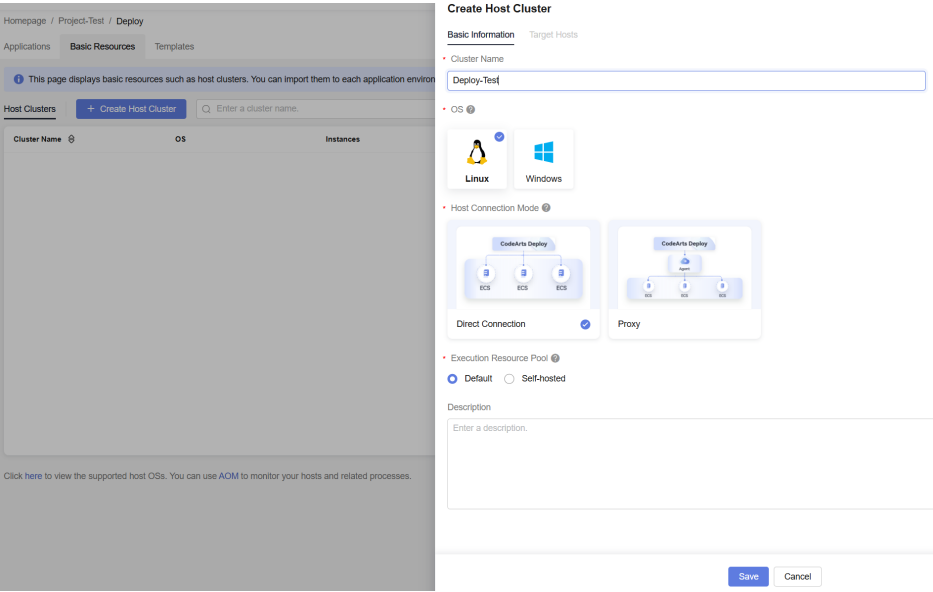 Homepage / Project-Test / Deploy
Applications
Basic Resources
Templates
This page displays basic resources such as host clusters. You can import them to each application environ
Host Clusters
+ Create Host Cluster
Enter a cluster name.
Cluster Name
OS
Instances
Click here to view the supported host OSs. You can use AOM to monitor your hosts and related processes.
Create Host Cluster
Basic Information
Target Hosts
* Cluster Name
Deploy-Test
* OS
Linux
Windows
* Host Connection Mode
CodeArts Deploy
ECS ECS ECS
Direct Connection
CodeArts Deploy
Agent
ECS ECS ECS
Proxy
* Execution Resource Pool
Default
Self-hosted
Description
Enter a description.
Save
Cancel